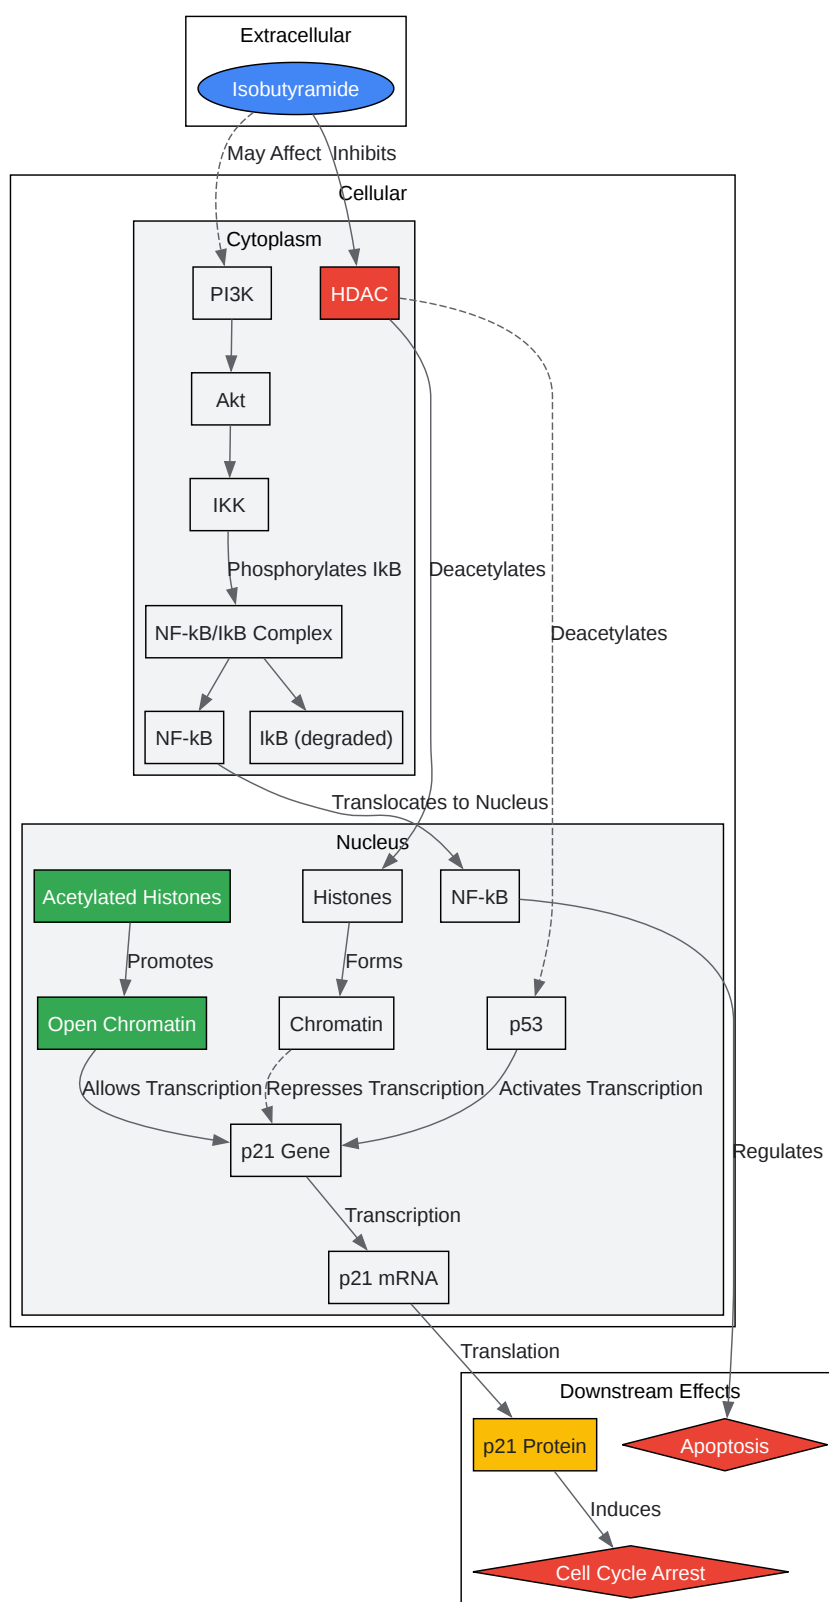 Extracellular
Isobutyramide
May Affect
Inhibits
Cellular
Cytoplasm
PI3K
HDAC
Akt
IKK
Phosphorylates IkB
Deacetylates
Deacetylates
NF-kB/IkB Complex
NF-kB
IkB (degraded)
Translocates to Nucleus
Nucleus
Acetylated Histones
Histones
NF-kB
Promotes
Forms
Open Chromatin
Chromatin
p53
Allows Transcription
Represses Transcription
Activates Transcription
p21 Gene
Regulates
Transcription
p21 mRNA
Translation
Downstream Effects
p21 Protein
Apoptosis
Induces
Cell Cycle Arrest